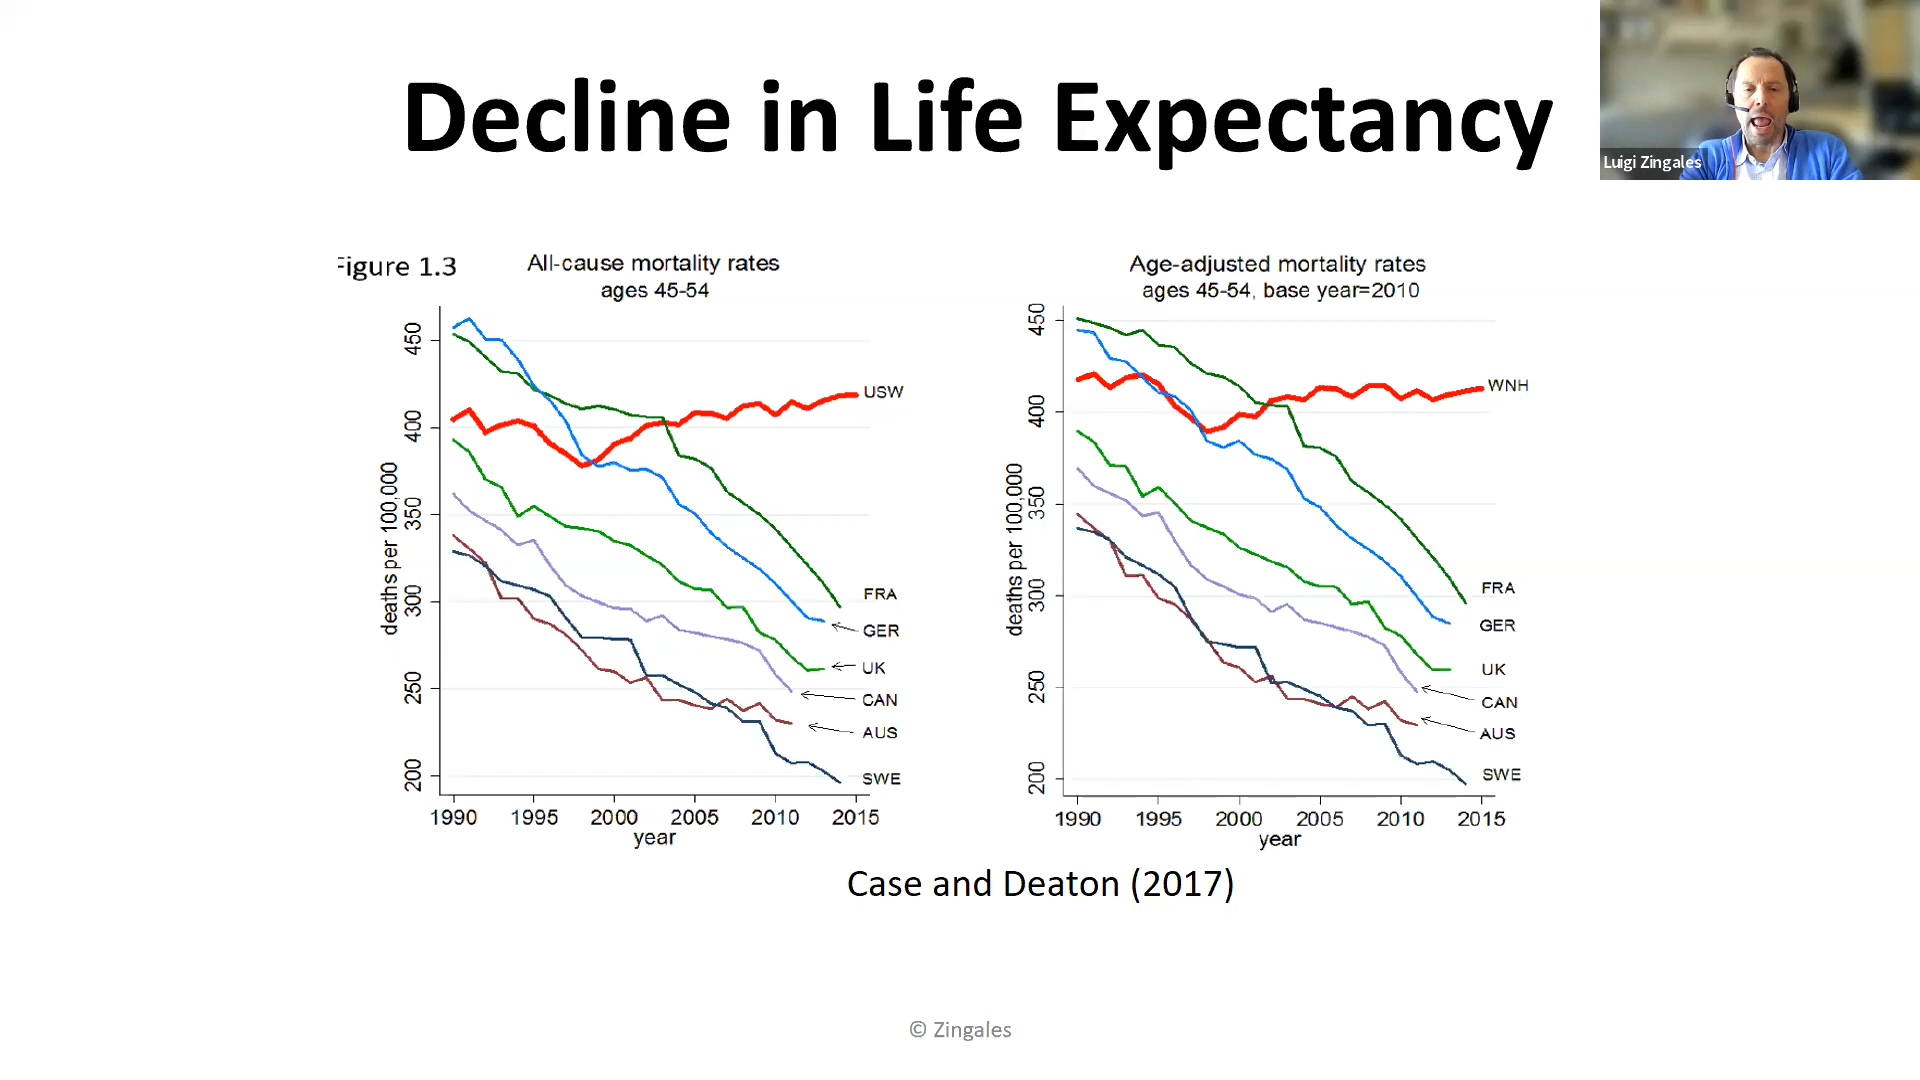 Decline in Life Expectancy
Luigi Zingales
Figure 1.3
All-cause mortality rates
ages 45-54
deaths per 100,000
450
400
350
300
250
200
1990 1995 2000 2005 2010 2015
year
USW
FRA
GER
UK
CAN
AUS
SWE
Age-adjusted mortality rates
ages 45-54, base year=2010
deaths per 100,000
450
400
350
300
250
200
1990 1995 2000 2005 2010 2015
year
WNH
FRA
GER
UK
CAN
AUS
SWE
Case and Deaton (2017)
© Zingales